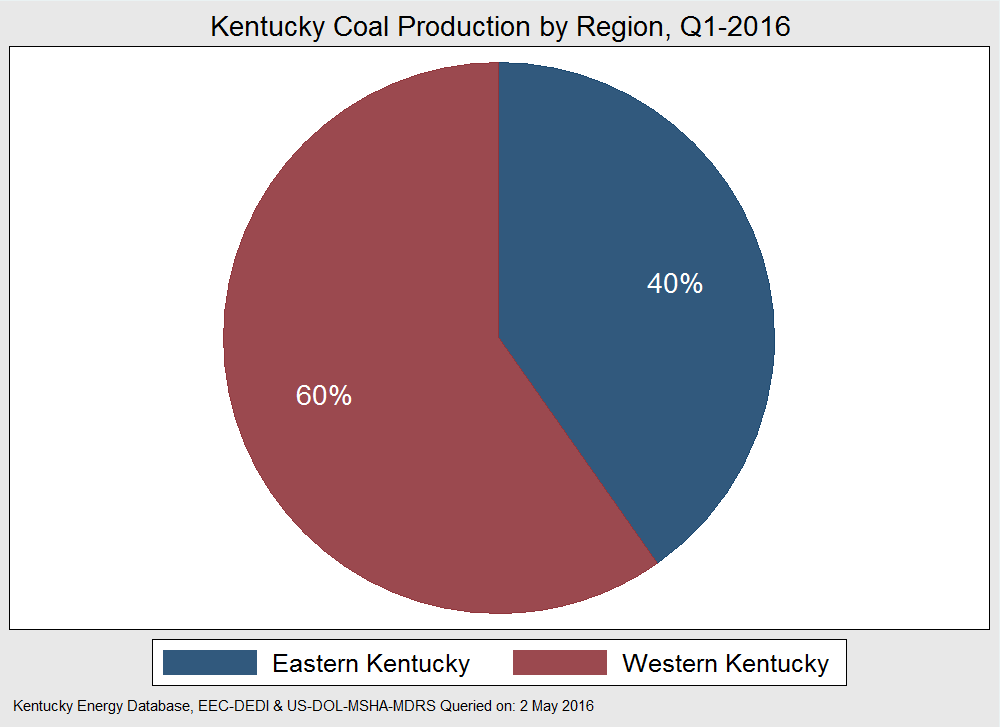 Kentucky Coal Production by Region, Q1-2016
40%
60%
Eastern Kentucky
Western Kentucky
Kentucky Energy Database, EEC-DEDI & US-DOL-MSHA-MDRS Queried on: 2 May 2016